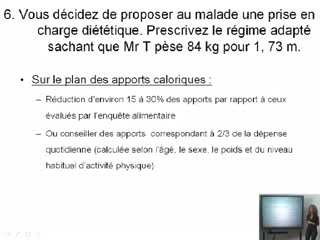 6. Vous décidez de proposer au malade une prise en
charge diététique. Prescrivez le régime adapté
sachant que Mr T pèse 84 kg pour 1, 73 m.
• Sur le plan des apports caloriques :
– Réduction d'environ 15 à 30% des apports par rapport à ceux
évalués par l'enquête alimentaire
– Ou conseiller des apports correspondant à 2/3 de la dépense
quotidienne (calculée selon l'âgé, le sexe, le poids et du niveau
habituel d'activité physique)